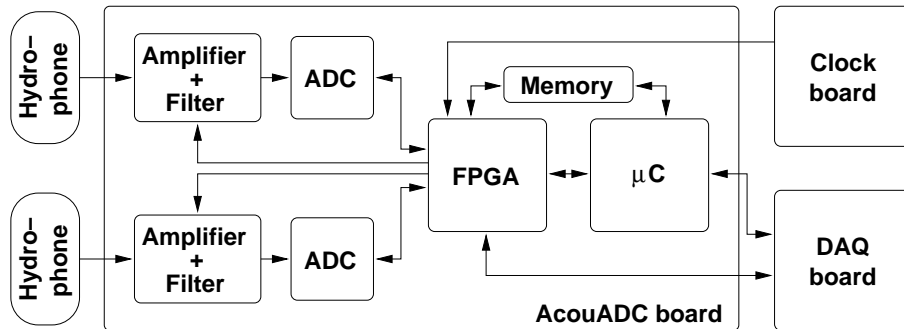 Hydro–
phone
Amplifier
+
Filter
ADC
Memory
Clock
board
FPGA
µC
Hydro–
phone
Amplifier
+
Filter
ADC
DAQ
board
AcouADC board